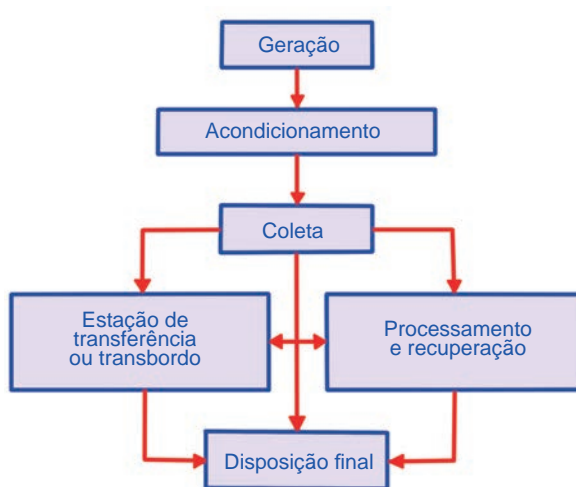 Geração
Acondicionamento
Coleta
Estação de
transferência
ou transbordo
Processamento
e recuperação
Disposição final